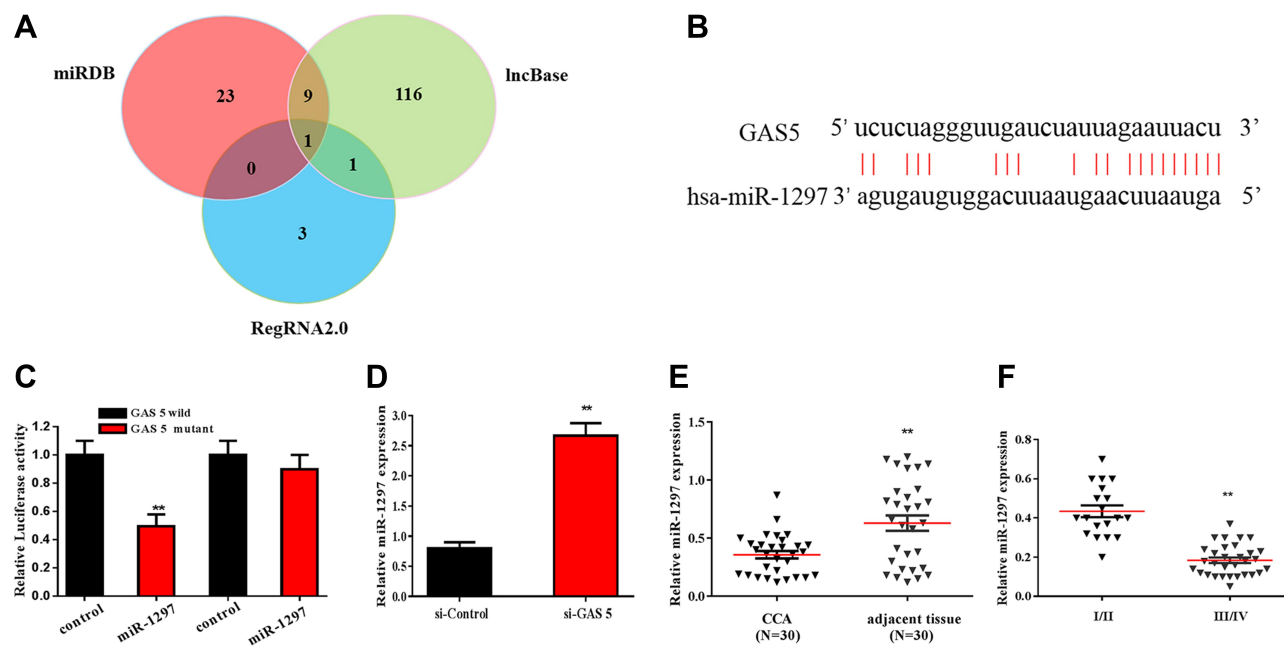 A
miRDB
lncBase
23
9
116
1
0
1
3
RegRNA2.0
B
GAS5 5’ ucucuaggguugaucuauuagaauuacu 3’
hsa-miR-1297 3’ agugauguggacuuaaugaacuuaauga 5’
C
GAS 5 wild
GAS 5 mutant
Relative Luciferase activity
1.2
1.0
0.8
0.6
0.4
0.2
0.0
**
control
miR-1297
control
miR-1297
D
Relative miR-1297 expression
3.0
2.5
2.0
1.5
1.0
0.5
0.0
**
si-Control
si-GAS 5
E
Relative miR-1297 expression
1.5
1.0
0.5
0.0
**
CCA
(N=30)
adjacent tissue
(N=30)
F
Relative miR-1297 expression
0.8
0.6
0.4
0.2
0.0
**
I/II
III/IV